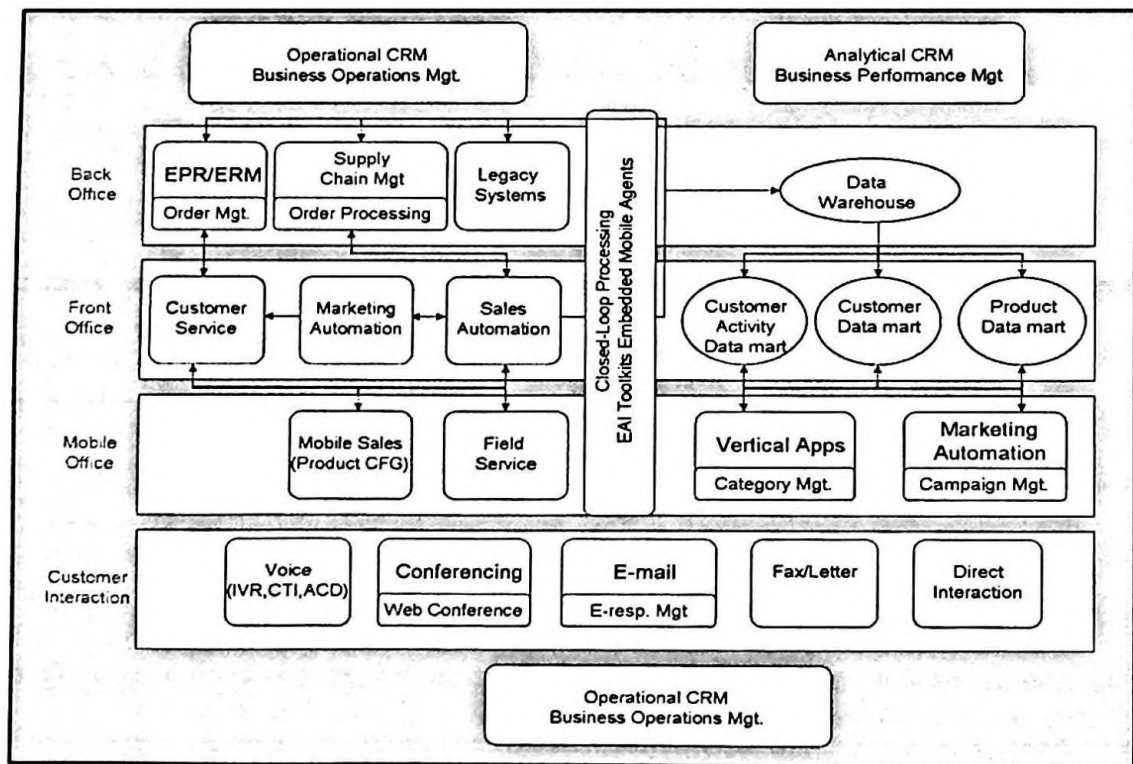 Operational CRM
Business Operations Mgt.
Analytical CRM
Business Performance Mgt
Back
Office
EPR/ERM
Order Mgt.
Supply
Chain Mgt
Order Processing
Legacy
Systems
Closed-Loop Processing
EAI Toolkits Embedded Mobile Agents
Data
Warehouse
Front
Office
Customer
Service
Marketing
Automation
Sales
Automation
Customer
Activity
Data mart
Customer
Data mart
Product
Data mart
Mobile
Office
Mobile Sales
(Product CFG)
Field
Service
Vertical Apps
Category Mgt.
Marketing
Automation
Campaign Mgt.
Customer
Interaction
Voice
(IVR,CTI,ACD)
Conferencing
Web Conference
E-mail
E-resp. Mgt
Fax/Letter
Direct
Interaction
Operational CRM
Business Operations Mgt.